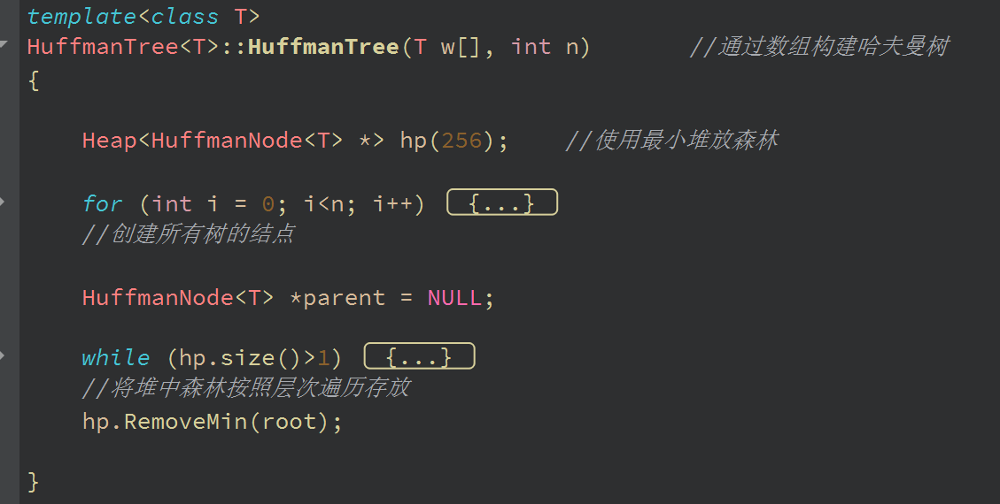 template<class T>
HuffmanTree<T>::HuffmanTree(T w[], int n) //通过数组构建哈夫曼树
{
Heap<HuffmanNode<T> *> hp(256); //使用最小堆放森林
for (int i = 0; i<n; i++) {...}
//创建所有树的结点
HuffmanNode<T> *parent = NULL;
while (hp.size()>1) {...}
//将堆中森林按照层次遍历存放
hp.RemoveMin(root);
}